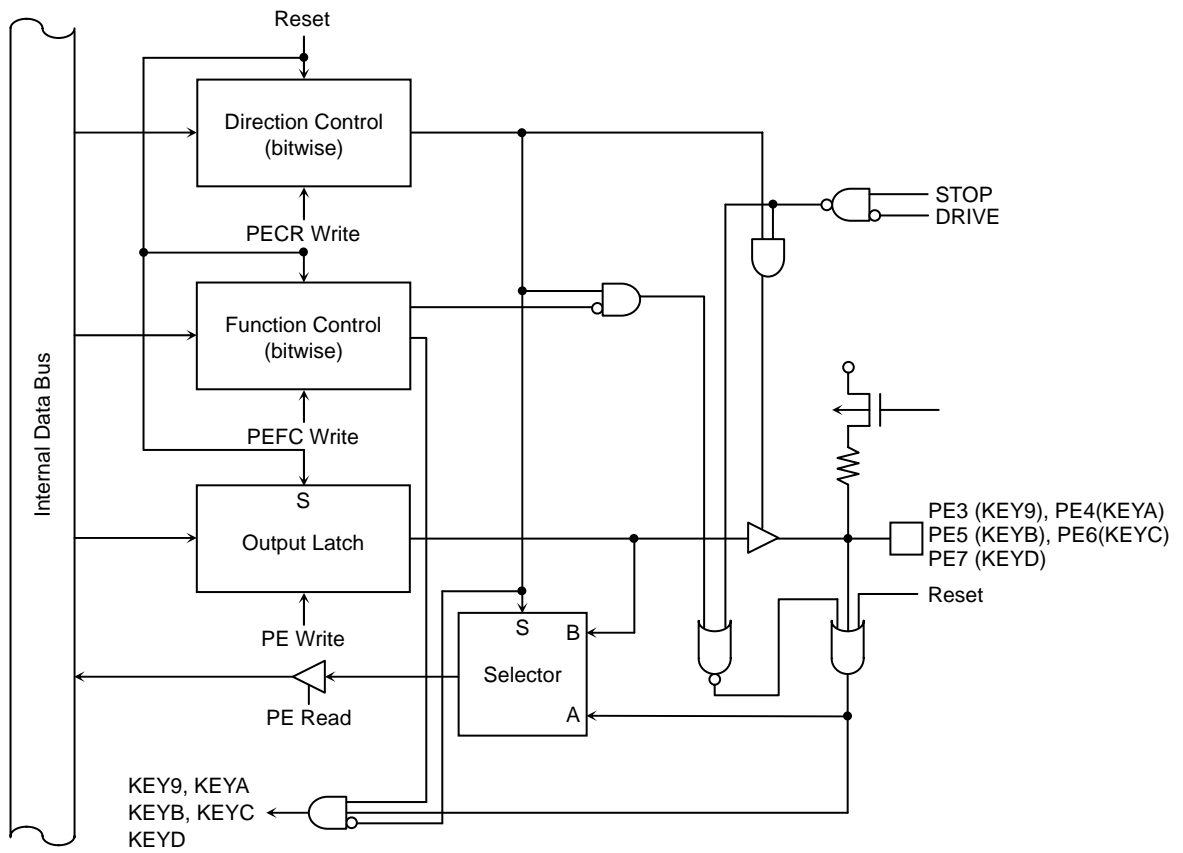 Reset
Direction Control
(bitwise)
STOP
DRIVE
PECR Write
Function Control
(bitwise)
Internal Data Bus
PEFC Write
S
Output Latch
PE3 (KEY9), PE4(KEYA)
PE5 (KEYB), PE6(KEYC)
PE7 (KEYD)
Reset
PE Write
S
B
Selector
A
PE Read
KEY9, KEYA
KEYB, KEYC
KEYD